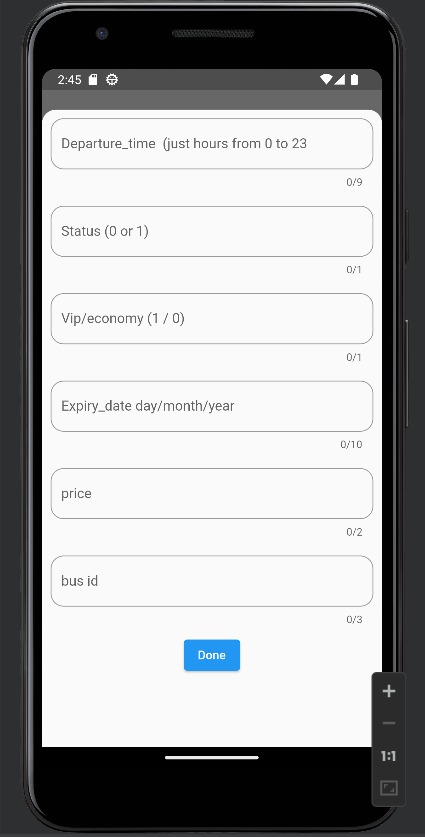 2:45
Departure_time  (just hours from 0 to 23
0/9
Status (0 or 1)
0/1
Vip/economy (1 / 0)
0/1
Expiry_date day/month/year
0/10
price
0/2
bus id
0/3
Done
1:1